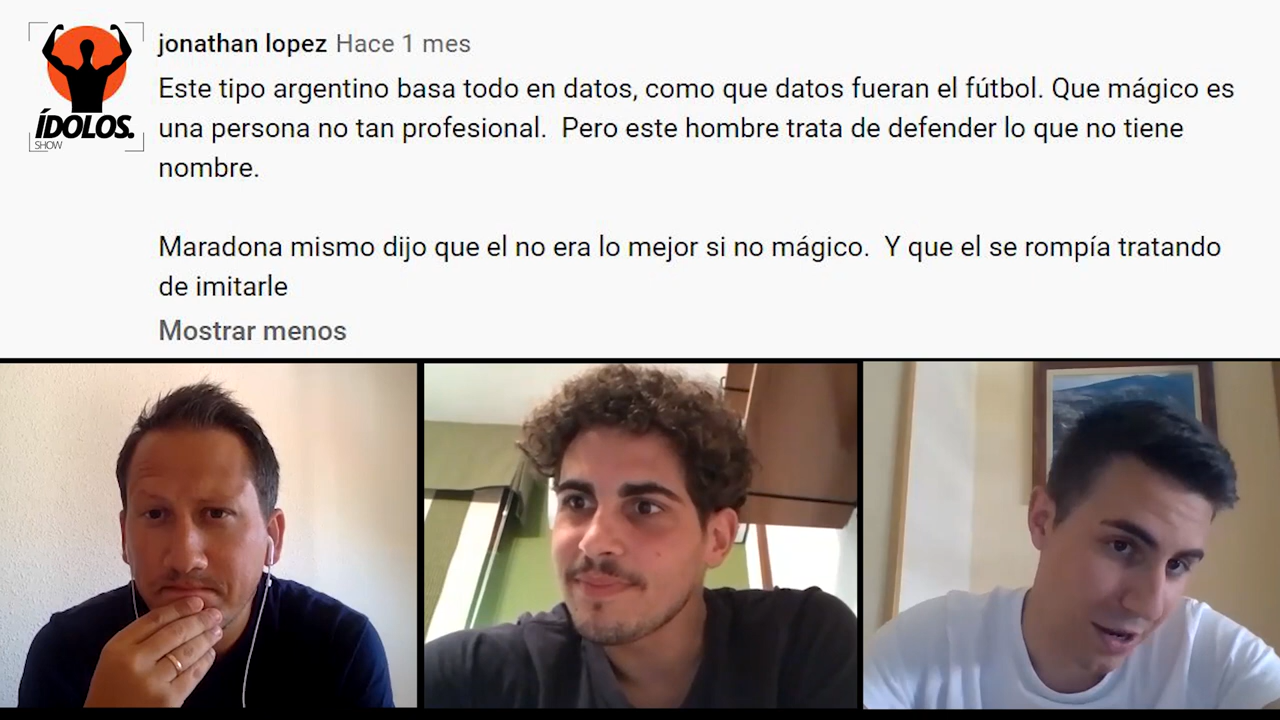 ÍDOLOS.
SHOW
jonathan lopez Hace 1 mes
Este tipo argentino basa todo en datos, como que datos fueran el fútbol. Que mágico es
una persona no tan profesional.  Pero este hombre trata de defender lo que no tiene
nombre.
Maradona mismo dijo que el no era lo mejor si no mágico.  Y que el se rompía tratando
de imitarle
Mostrar menos